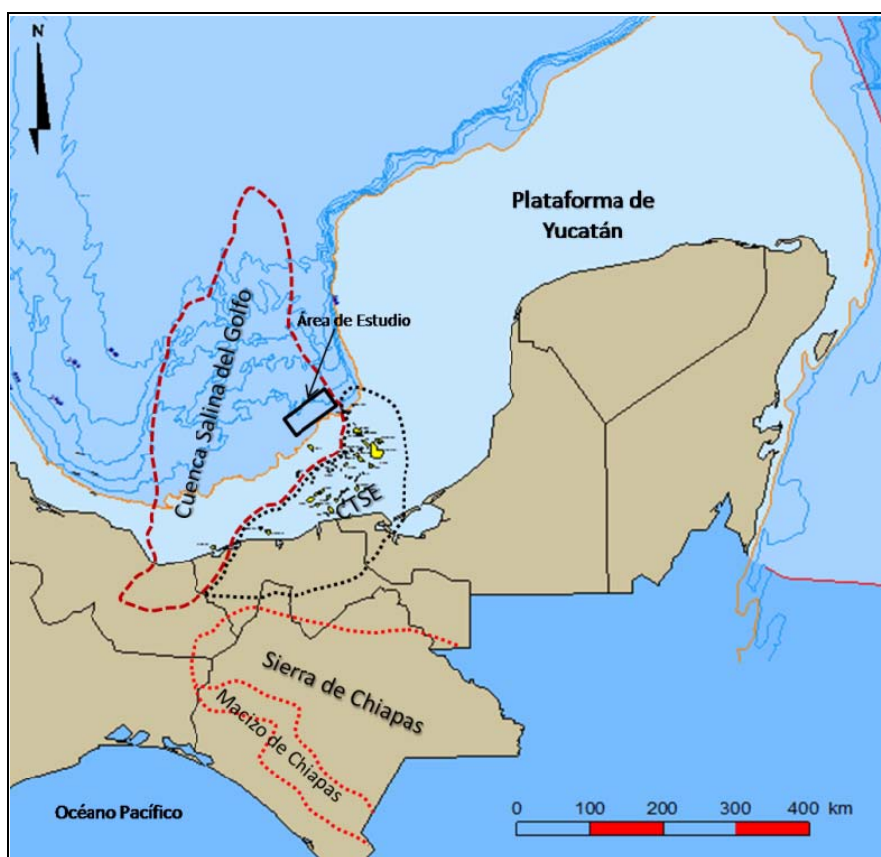 N
Plataforma de
Yucatán
Área de Estudio
Cuenca Salina del Golfo
CTSE
Sierra de Chiapas
Macizo de Chiapas
Océano Pacífico
0 100 200 300 400 km